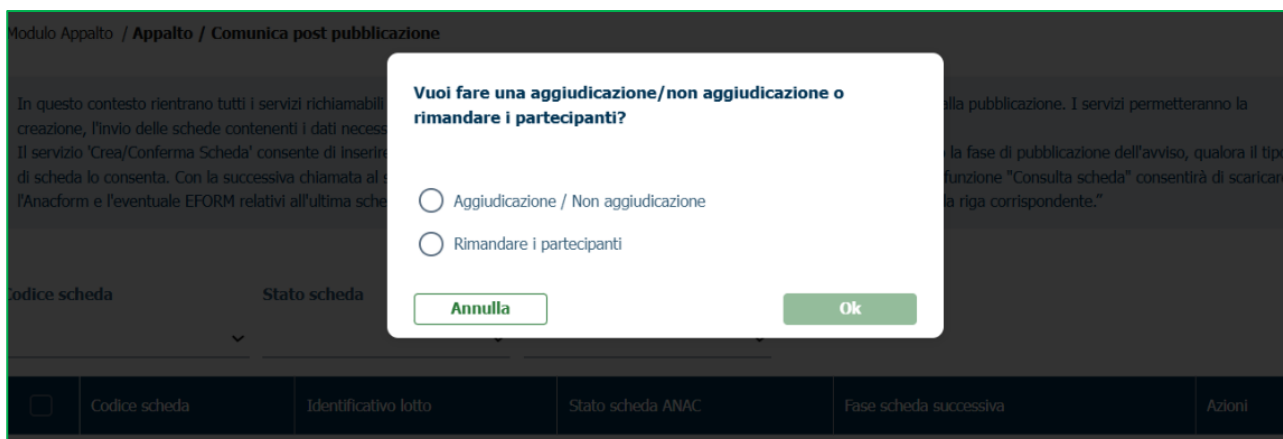 Modulo Appalto / Appalto / Comunica post pubblicazione
Vuoi fare una aggiudicazione/non aggiudicazione o
rimandare i partecipanti?
In questo contesto rientrano tutti i servizi richiamabili
alla pubblicazione. I servizi permetteranno la
creazione, l'invio delle schede contenenti i dati necess
Il servizio 'Crea/Conferma Scheda' consente di inserire
la fase di pubblicazione dell'avviso, qualora il tipo
di scheda lo consenta. Con la successiva chiamata al s
funzione "Consulta scheda" consentirà di scaricare
l'Anacform e l'eventuale EFORM relativi all'ultima sche
la riga corrispondente."
Aggiudicazione / Non aggiudicazione
Rimandare i partecipanti
Codice scheda Stato scheda
Annulla Ok
Codice scheda Identificativo lotto Stato scheda ANAC Fase scheda successiva Azioni